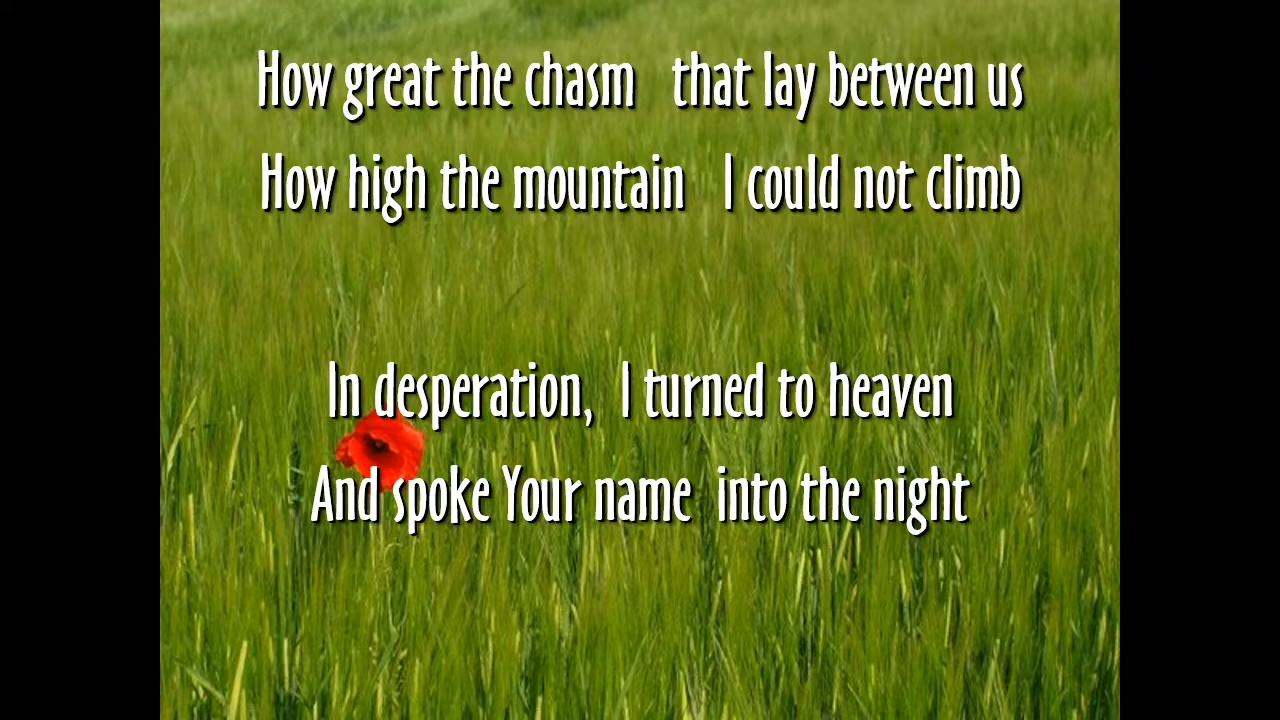 How great the chasm that lay between us
How high the mountain I could not climb
In desperation, I turned to heaven
And spoke Your name into the night